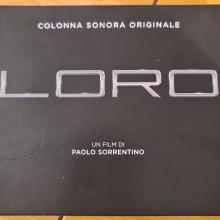 COLONNA SONORA ORIGINALE
LORO
UN FILM DI
PAOLO SORRENTINO